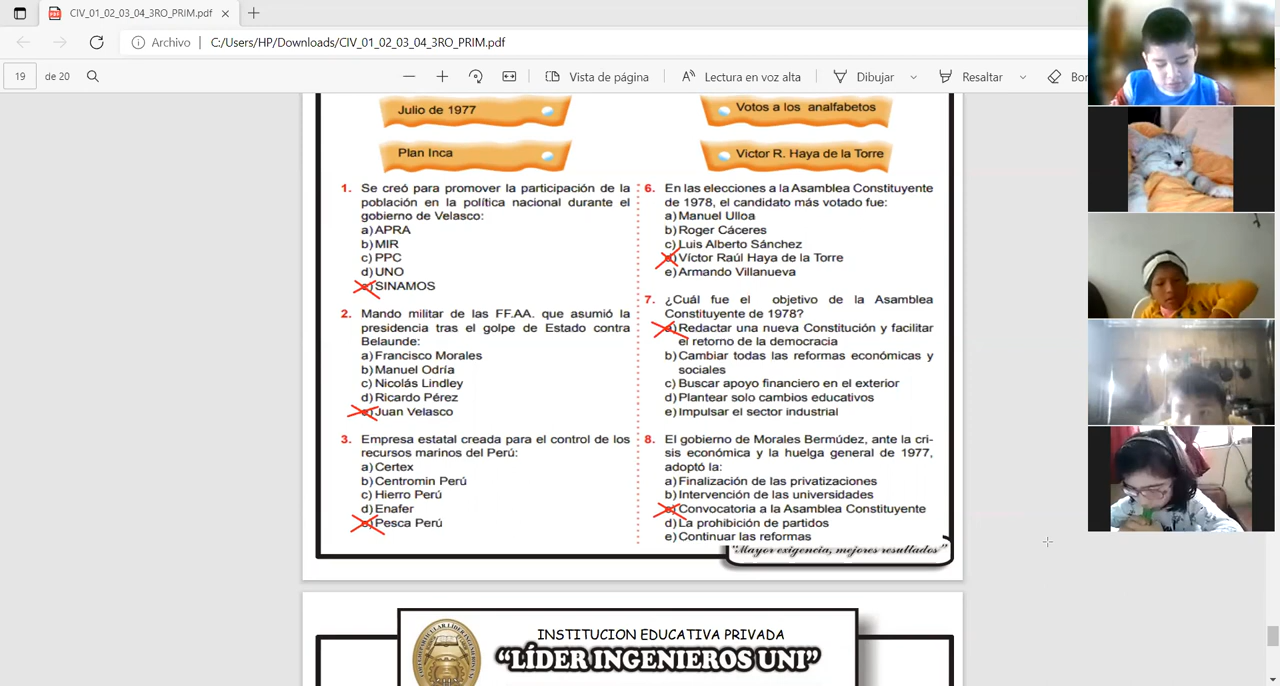 CIV_01_02_03_04_3RO_PRIM.pdf
Archivo
C:/Users/HP/Downloads/CIV_01_02_03_04_3RO_PRIM.pdf
19 de 20
Vista de página
Lectura en voz alta
Dibujar
Resaltar
Julio de 1977
Votos a los analfabetos
Plan Inca
Victor R. Haya de la Torre
1. Se creó para promover la participación de la
población en la política nacional durante el
gobierno de Velasco:
a) APRA
b) MIR
c) PPC
d) UNO
e) SINAMOS
2. Mando militar de las FF.AA. que asumió la
presidencia tras el golpe de Estado contra
Belaunde:
a) Francisco Morales
b) Manuel Odría
c) Nicolás Lindley
d) Ricardo Pérez
e) Juan Velasco
3. Empresa estatal creada para el control de los
recursos marinos del Perú:
a) Certex
b) Centromin Perú
c) Hierro Perú
d) Enafer
e) Pesca Perú
6. En las elecciones a la Asamblea Constituyente
de 1978, el candidato más votado fue:
a) Manuel Ulloa
b) Roger Cáceres
c) Luis Alberto Sánchez
d) Víctor Raúl Haya de la Torre
e) Armando Villanueva
7. ¿Cuál fue el objetivo de la Asamblea
Constituyente de 1978?
a) Redactar una nueva Constitución y facilitar
el retorno de la democracia
b) Cambiar todas las reformas económicas y
sociales
c) Buscar apoyo financiero en el exterior
d) Plantear solo cambios educativos
e) Impulsar el sector industrial
8. El gobierno de Morales Bermúdez, ante la cri-
sis económica y la huelga general de 1977,
adoptó la:
a) Finalización de las privatizaciones
b) Intervención de las universidades
c) Convocatoria a la Asamblea Constituyente
d) La prohibición de partidos
e) Continuar las reformas
"Mayor exigencia, mejores resultados"
INSTITUCION EDUCATIVA PRIVADA
"LÍDER INGENIEROS UNI"